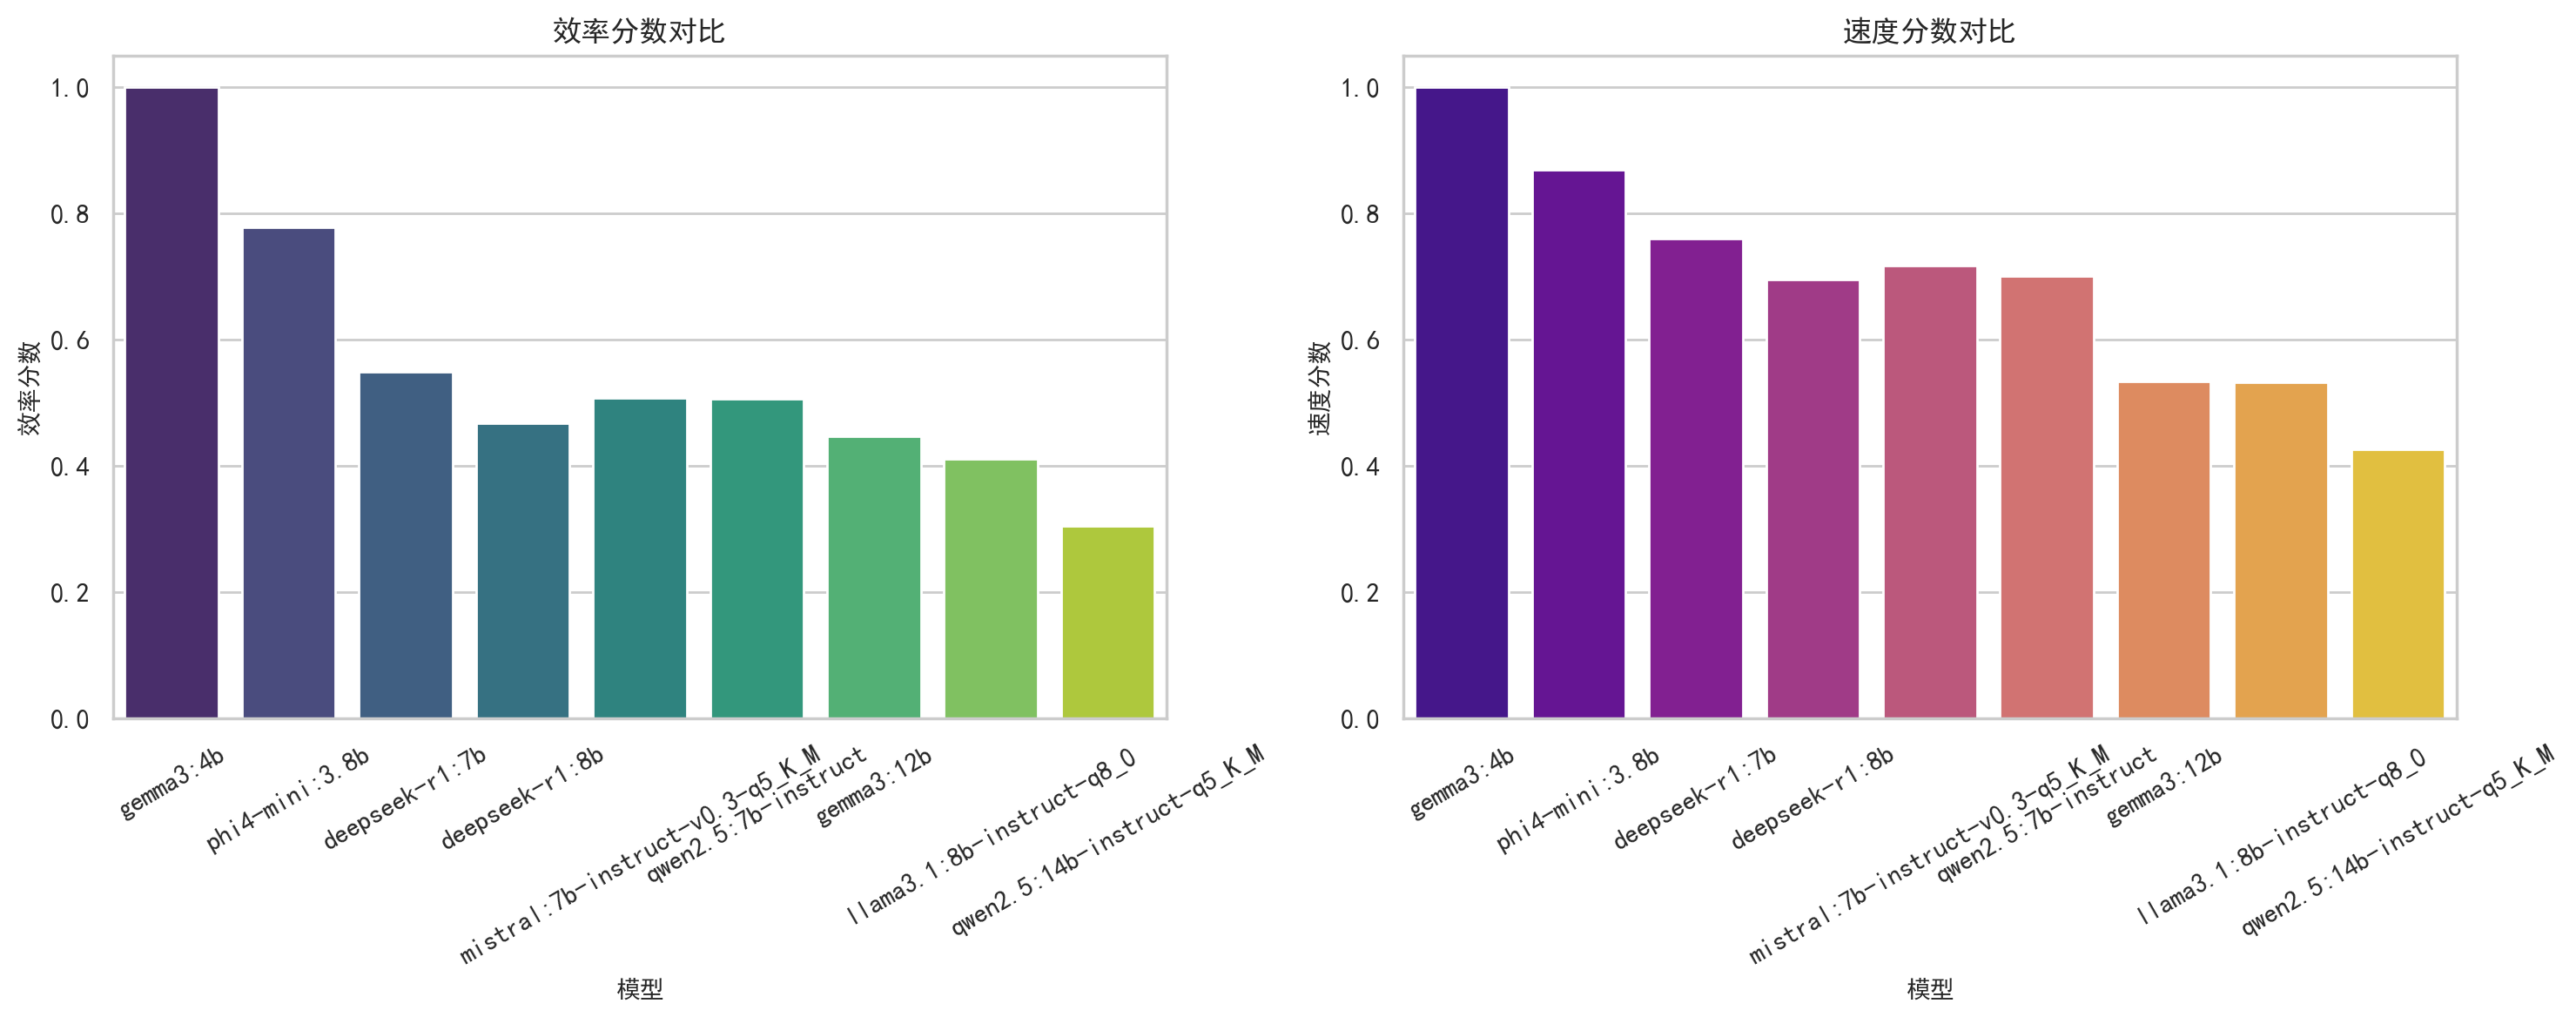 效率分数对比
效率分数
1.0
0.8
0.6
0.4
0.2
0.0
gemma3:4b
phi4-mini:3.8b
deepseek-r1:7b
deepseek-r1:8b
mistral:7b-instruct-v0.3-q5_K_M
qwen2.5:7b-instruct
gemma3:12b
llama3.1:8b-instruct-q8_0
qwen2.5:14b-instruct-q5_K_M
模型
速度分数对比
速度分数
1.0
0.8
0.6
0.4
0.2
0.0
gemma3:4b
phi4-mini:3.8b
deepseek-r1:7b
deepseek-r1:8b
mistral:7b-instruct-v0.3-q5_K_M
qwen2.5:7b-instruct
gemma3:12b
llama3.1:8b-instruct-q8_0
qwen2.5:14b-instruct-q5_K_M
模型